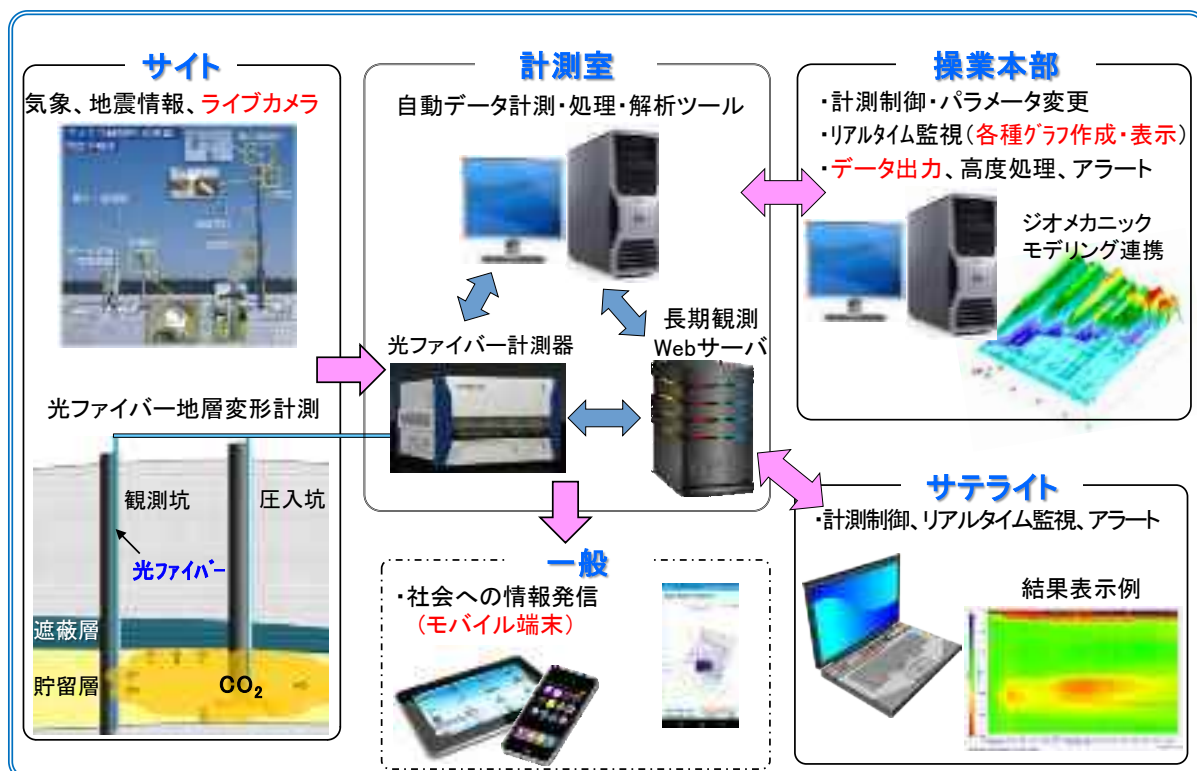 サイト
気象、地震情報、ライブカメラ
光ファイバー地層変形計測
観測坑
圧入坑
光ファイバー
遮蔽層
貯留層
CO2
計測室
自動データ計測・処理・解析ツール
光ファイバー計測器
長期観測
Webサーバ
操業本部
・計測制御・パラメータ変更
・リアルタイム監視（各種グラフ作成・表示）
・データ出力、高度処理、アラート
ジオメカニック
モデリング連携
一般
・社会への情報発信
（モバイル端末）
サテライト
・計測制御、リアルタイム監視、アラート
結果表示例